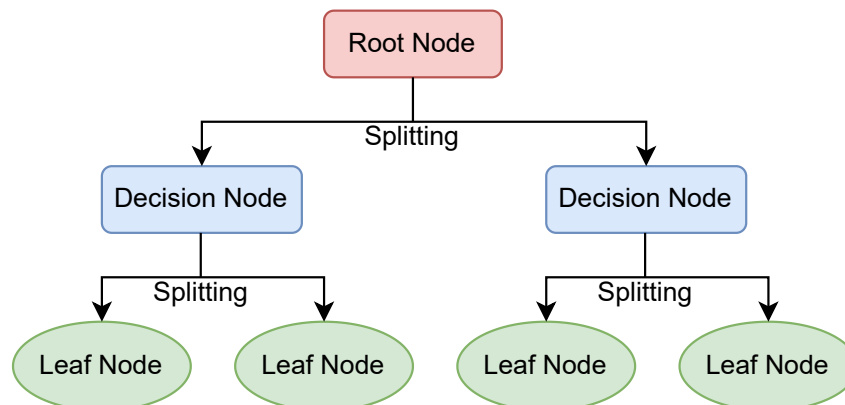 Root Node
Splitting
Decision Node
Decision Node
Splitting
Splitting
Leaf Node
Leaf Node
Leaf Node
Leaf Node